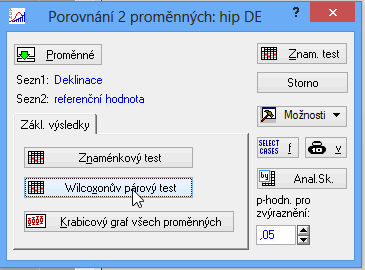 Porovnání 2 proměnných: hip DE
Proměnné
Sezn1: Deklinace
Sezn2: referenční hodnota
Zákl. výsledky
Znaménkový test
Wilcoxonův párový test
Krabicový graf všech proměnných
Znam. test
Storno
Možnosti
SELECT CASES f v
by Anal.Sk.
p-hodn. pro
zvýraznění:
,05